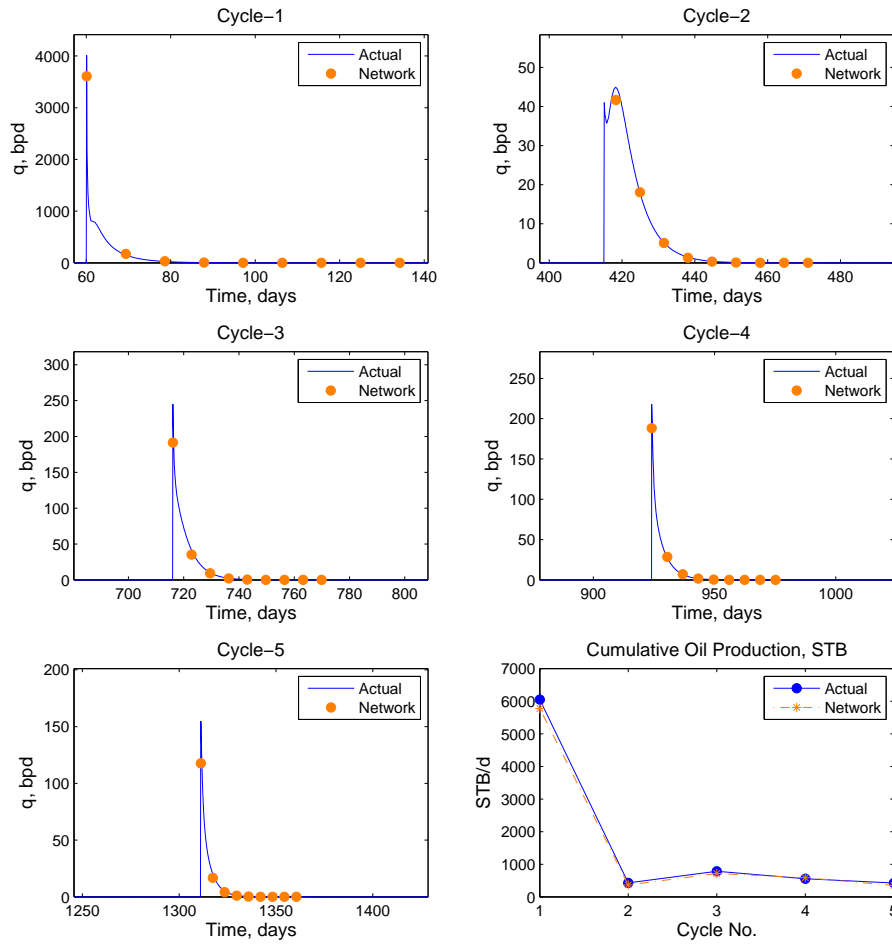 Cycle−1
4000
3000
2000
1000
0
q, bpd
60
80
100
120
140
Time, days
Actual
Network
Cycle−2
50
40
30
20
10
0
q, bpd
400
420
440
460
480
Time, days
Actual
Network
Cycle−3
300
250
200
150
100
50
0
q, bpd
700
720
740
760
780
800
Time, days
Actual
Network
Cycle−4
250
200
150
100
50
0
q, bpd
900
950
1000
Time, days
Actual
Network
Cycle−5
200
150
100
50
0
q, bpd
1250
1300
1350
1400
Time, days
Actual
Network
Cumulative Oil Production, STB
7000
6000
5000
4000
3000
2000
1000
0
STB/d
1
2
3
4
5
Cycle No.
Actual
Network